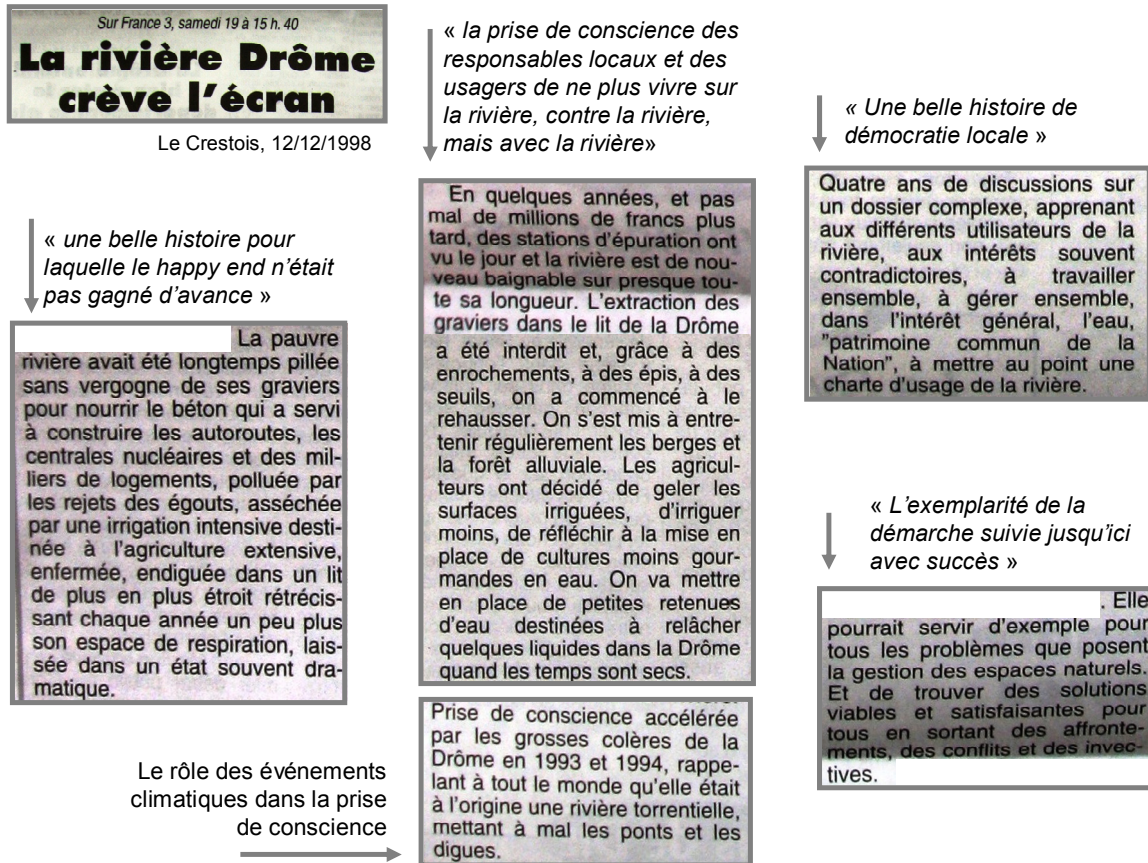 Sur France 3, samedi 19 à 15 h. 40
La rivière Drôme
crève l'écran
Le Crestois, 12/12/1998
« une belle histoire pour
laquelle le happy end n'était
pas gagné d'avance »
La pauvre
rivière avait été longtemps pillée
sans vergogne de ses graviers
pour nourrir le béton qui a servi
à construire les autoroutes, les
centrales nucléaires et des mil-
liers de logements, polluée par
les rejets des égouts, asséchée
par une irrigation intensive desti-
née à l'agriculture extensive,
enfermée, endiguée dans un lit
de plus en plus étroit rétrécis-
sant chaque année un peu plus
son espace de respiration, lais-
sée dans un état souvent dra-
matique.
« la prise de conscience des
responsables locaux et des
usagers de ne plus vivre sur
la rivière, contre la rivière,
mais avec la rivière»
En quelques années, et pas
mal de millions de francs plus
tard, des stations d'épuration ont
vu le jour et la rivière est de nou-
veau baignable sur presque tou-
te sa longueur. L'extraction des
graviers dans le lit de la Drôme
a été interdit et, grâce à des
enrochements, à des épis, à des
seuils, on a commencé à le
rehausser. On s'est mis à entre-
tenir régulièrement les berges et
la forêt alluviale. Les agricul-
teurs ont décidé de geler les
surfaces irriguées, d'irriguer
moins, de réfléchir à la mise en
place de cultures moins gour-
mandes en eau. On va mettre
en place de petites retenues
d'eau destinées à relâcher
quelques liquides dans la Drôme
quand les temps sont secs.
Le rôle des événements
climatiques dans la prise
de conscience
Prise de conscience accélérée
par les grosses colères de la
Drôme en 1993 et 1994, rappe-
lant à tout le monde qu'elle était
à l'origine une rivière torrentielle,
mettant à mal les ponts et les
digues.
« Une belle histoire de
démocratie locale »
Quatre ans de discussions sur
un dossier complexe, apprenant
aux différents utilisateurs de la
rivière, aux intérêts souvent
contradictoires, à travailler
ensemble, à gérer ensemble,
dans l'intérêt général, l'eau,
"patrimoine commun de la
Nation", à mettre au point une
charte d'usage de la rivière.
« L'exemplarité de la
démarche suivie jusqu'ici
avec succès »
. Elle
pourrait servir d'exemple pour
tous les problèmes que posent
la gestion des espaces naturels.
Et de trouver des solutions
viables et satisfaisantes pour
tous en sortant des affronte-
ments, des conflits et des invec-
tives.